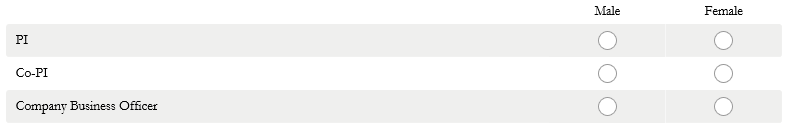 Male Female
PI
Co-PI
Company Business Officer